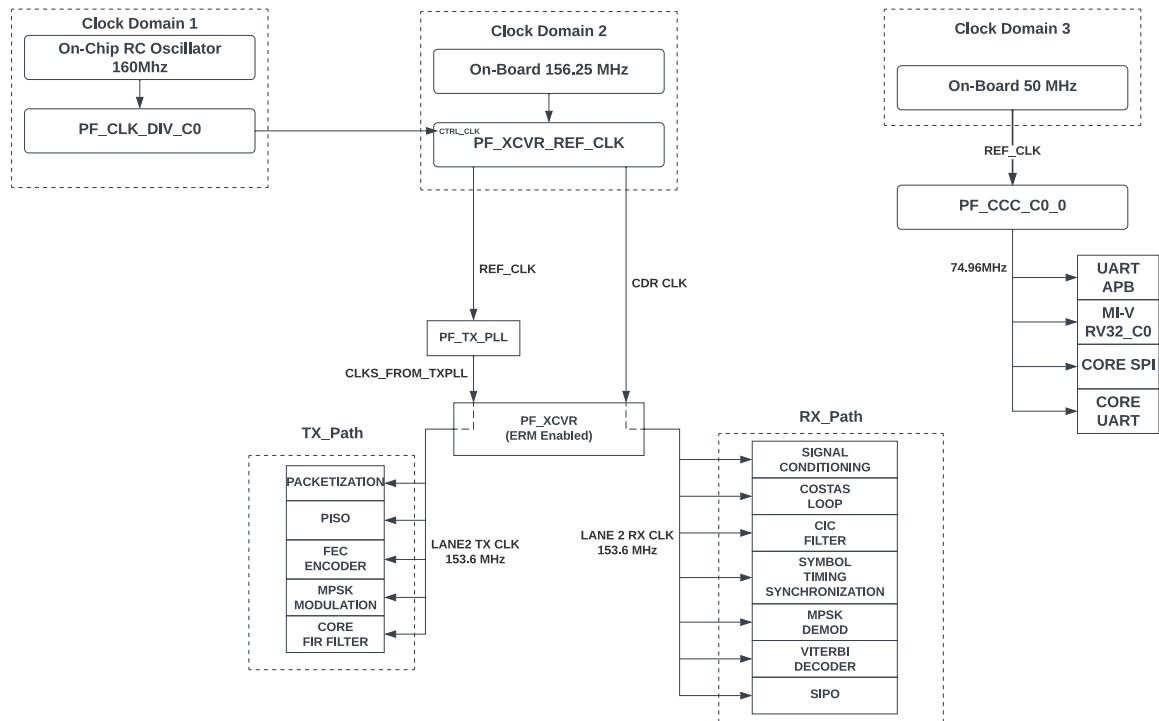 Clock Domain 1
On-Chip RC Oscillator
160Mhz
PF_CLK_DIV_C0
Clock Domain 2
On-Board 156.25 MHz
CTRL_CLK
PF_XCVR_REF_CLK
Clock Domain 3
On-Board 50 MHz
REF_CLK
PF_CCC_C0_0
74.96MHz
UART
APB
MI-V
RV32_C0
CORE SPI
CORE
UART
REF_CLK
CDR CLK
PF_TX_PLL
CLKS_FROM_TXPLL
PF_XCVR
(ERM Enabled)
TX_Path
PACKETIZATION
PISO
FEC
ENCODER
MPSK
MODULATION
CORE
FIR FILTER
LANE2 TX CLK
153.6 MHz
LANE 2 RX CLK
153.6 MHz
RX_Path
SIGNAL
CONDITIONING
COSTAS
LOOP
CIC
FILTER
SYMBOL
TIMING
SYNCHRONIZATION
MPSK
DEMOD
VITERBI
DECODER
SIPO